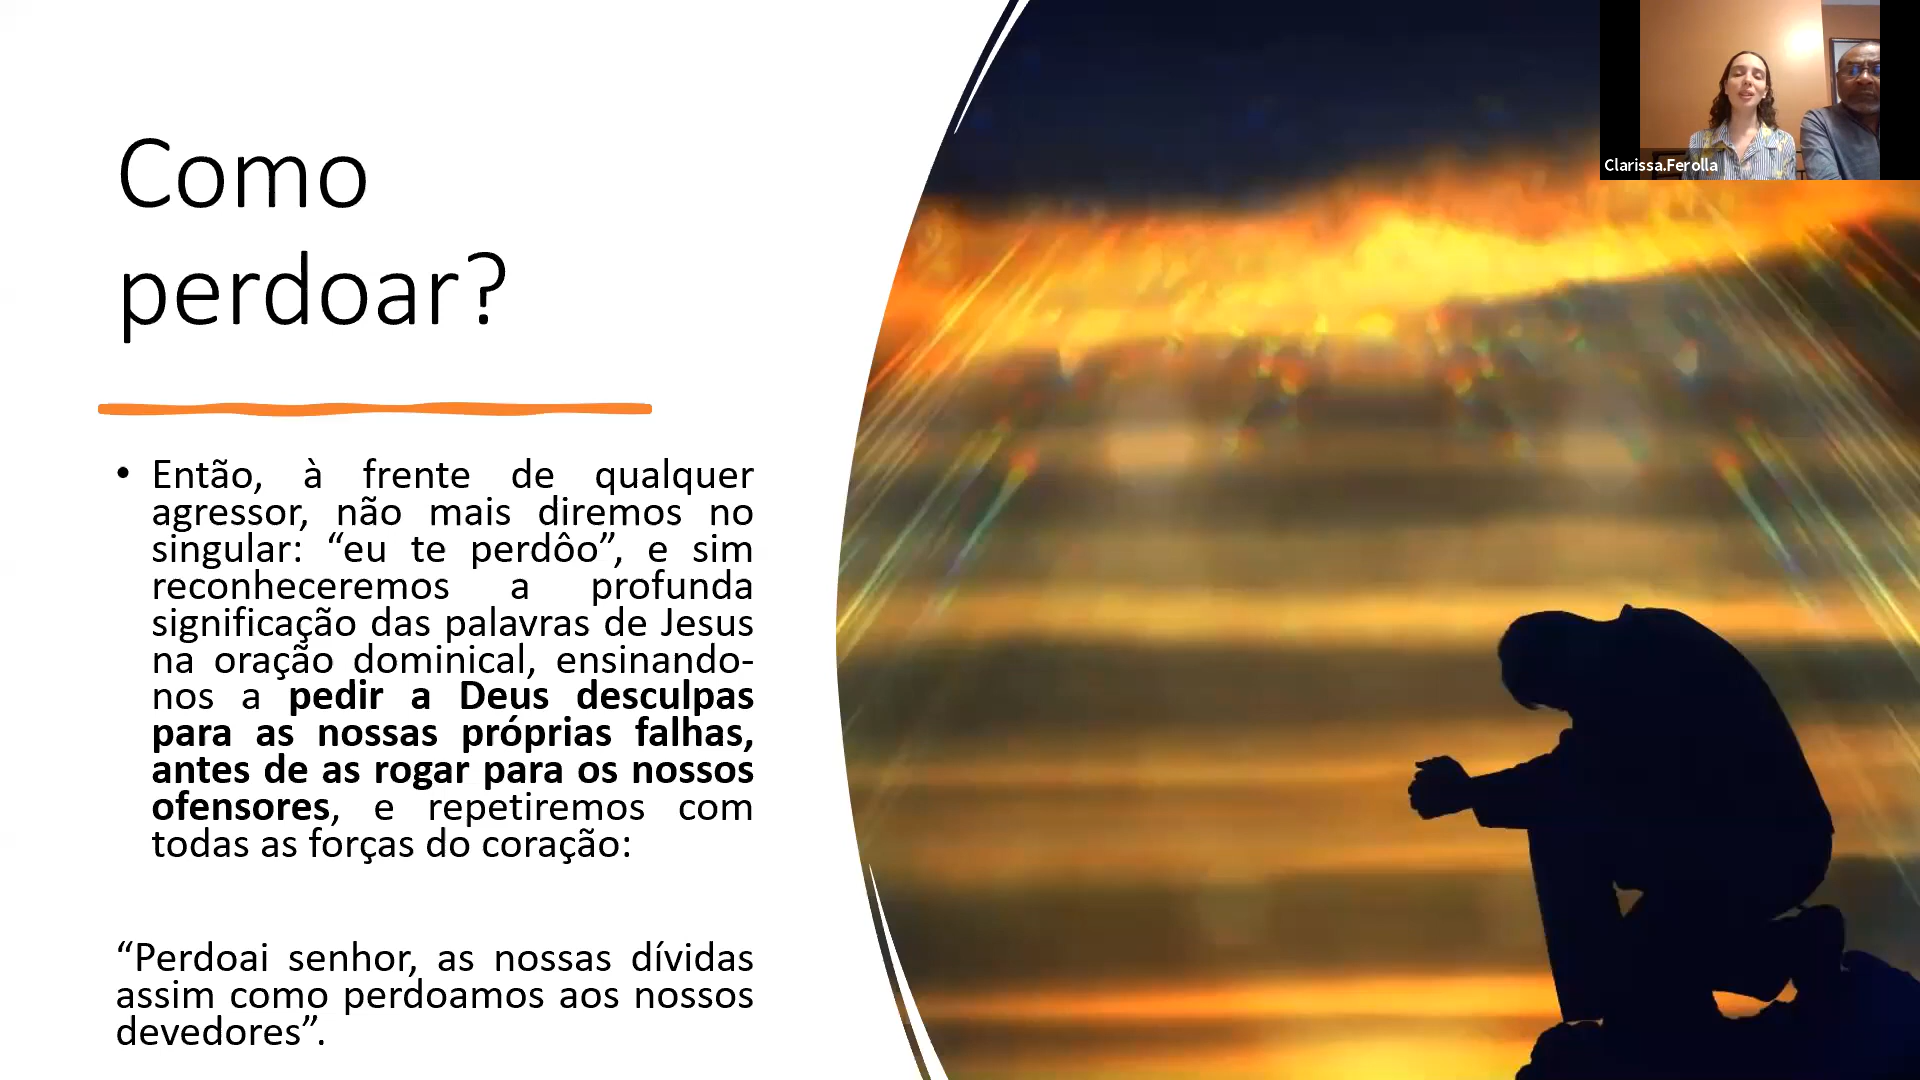 Como
perdoar?
• Então, à frente de qualquer
agressor, não mais diremos no
singular: “eu te perdôo”, e sim
reconheceremos a profunda
significação das palavras de Jesus
na oração dominical, ensinando-
nos a pedir a Deus desculpas
para as nossas próprias falhas,
antes de as rogar para os nossos
ofensores, e repetiremos com
todas as forças do coração:
“Perdoai senhor, as nossas dívidas
assim como perdoamos aos nossos
devedores”.
Clarissa.Ferolla